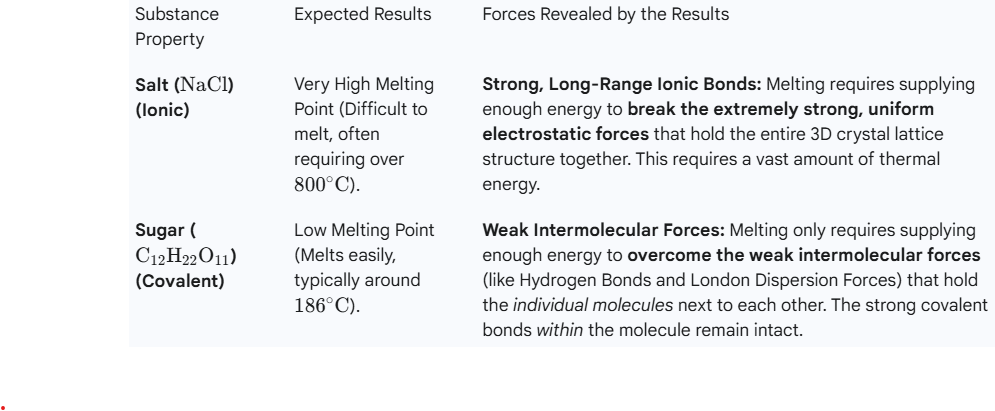 Substance Property
Expected Results
Forces Revealed by the Results
Salt (NaCl)
(Ionic)
Very High Melting
Point (Difficult to
melt, often
requiring over
800°C).
Strong, Long-Range Ionic Bonds: Melting requires supplying
enough energy to break the extremely strong, uniform
electrostatic forces that hold the entire 3D crystal lattice
structure together. This requires a vast amount of thermal
energy.
Sugar (
C₁₂H₂₂O₁₁)
(Covalent)
Low Melting Point
(Melts easily,
typically around
186°C).
Weak Intermolecular Forces: Melting only requires supplying
enough energy to overcome the weak intermolecular forces
(like Hydrogen Bonds and London Dispersion Forces) that hold
the individual molecules next to each other. The strong covalent
bonds within the molecule remain intact.